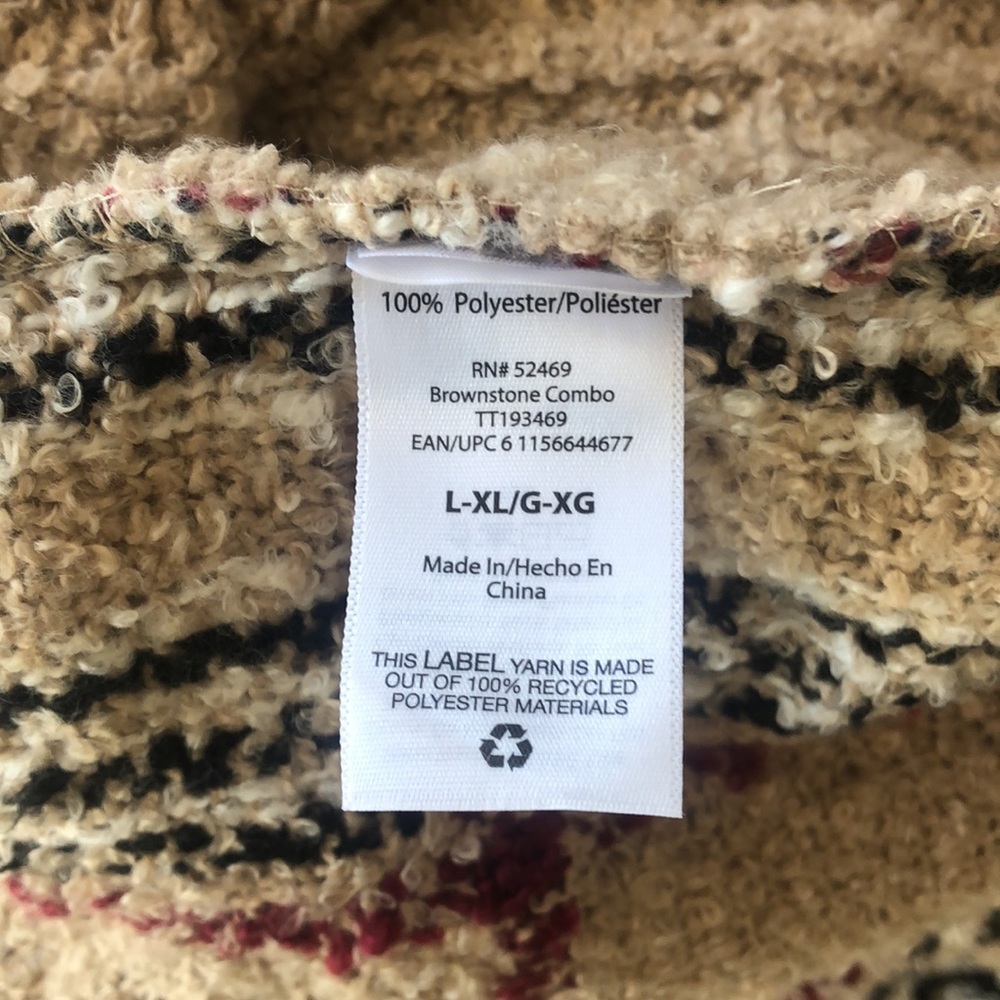 100% Polyester/Poliéster
RN# 52469
Brownstone Combo
TT193469
EAN/UPC 6 1156644677
L-XL/G-XG
Made In/Hecho En
China
THIS LABEL YARN IS MADE
OUT OF 100% RECYCLED
POLYESTER MATERIALS